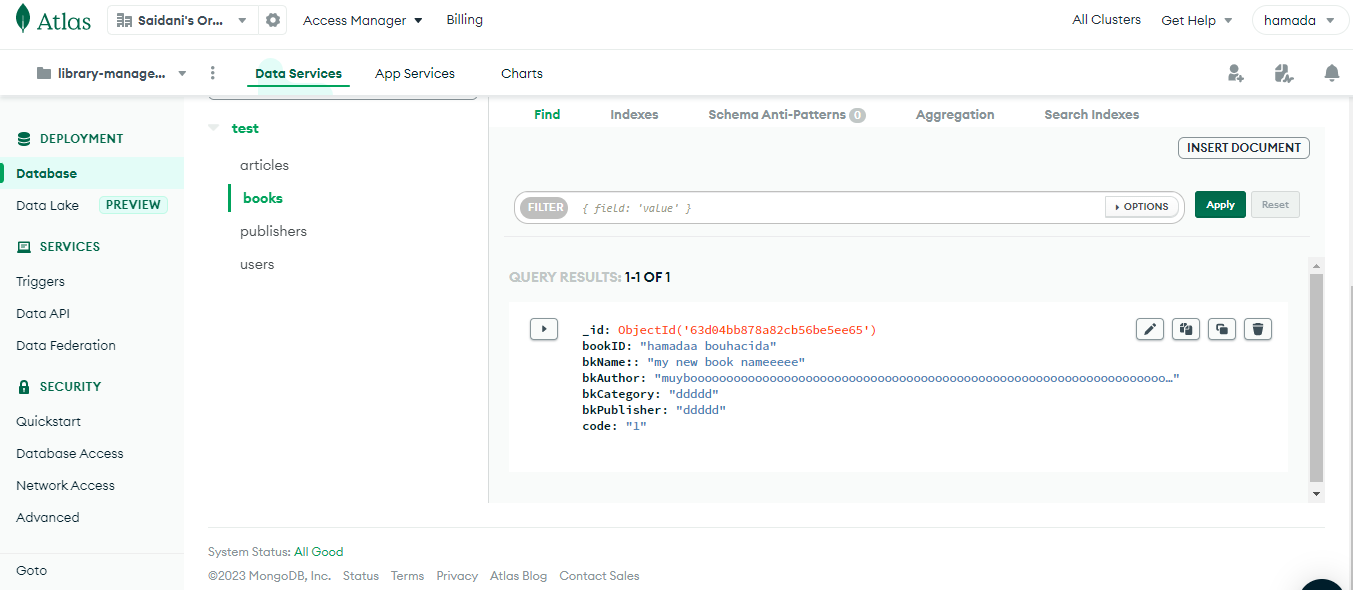 Atlas
Saidani's Or...
Access Manager
Billing
All Clusters
Get Help
hamada
library-manage...
Data Services
App Services
Charts
DEPLOYMENT
Database
Data Lake PREVIEW
SERVICES
Triggers
Data API
Data Federation
SECURITY
Quickstart
Database Access
Network Access
Advanced
Goto
test
articles
books
publishers
users
Find
Indexes
Schema Anti-Patterns 0
Aggregation
Search Indexes
INSERT DOCUMENT
FILTER { field: 'value' }
OPTIONS
Apply
Reset
QUERY RESULTS: 1-1 OF 1
_id: ObjectId('63d04bb878a82cb56be5ee65')
bookID: "hamadaa bouhacida"
bkName:: "my new book nameeeee"
bkAuthor: "muyboooooooooooooooooooooooooooooooooooooooooooooooooooooooooooooooooo…"
bkCategory: "ddddd"
bkPublisher: "ddddd"
code: "1"
System Status: All Good
©2023 MongoDB, Inc. Status Terms Privacy Atlas Blog Contact Sales